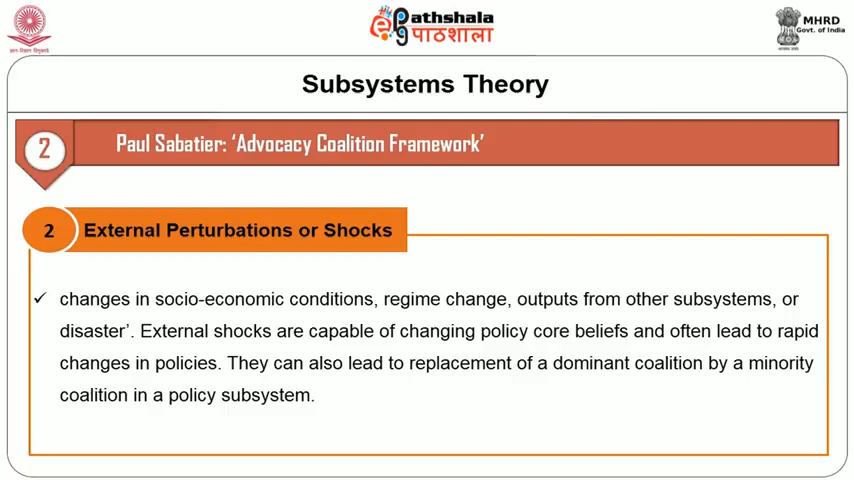 ePathshala
पाठशाला
MHRD
Govt. of India
Subsystems Theory
2
Paul Sabatier: ‘Advocacy Coalition Framework’
2
External Perturbations or Shocks
✓ changes in socio-economic conditions, regime change, outputs from other subsystems, or
disaster’. External shocks are capable of changing policy core beliefs and often lead to rapid
changes in policies. They can also lead to replacement of a dominant coalition by a minority
coalition in a policy subsystem.